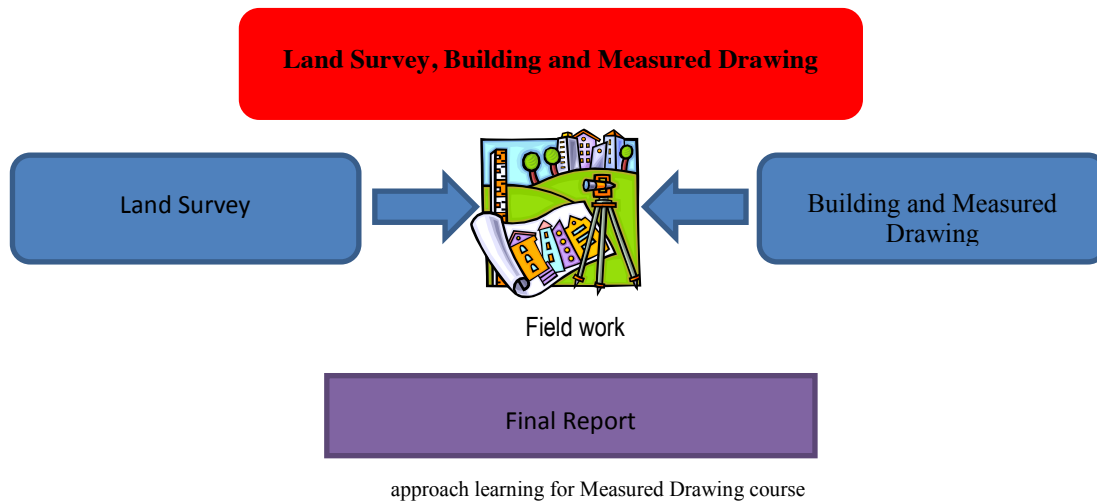 Land Survey, Building and Measured Drawing
Land Survey
Building and Measured
Drawing
Field work
Final Report
approach learning for Measured Drawing course